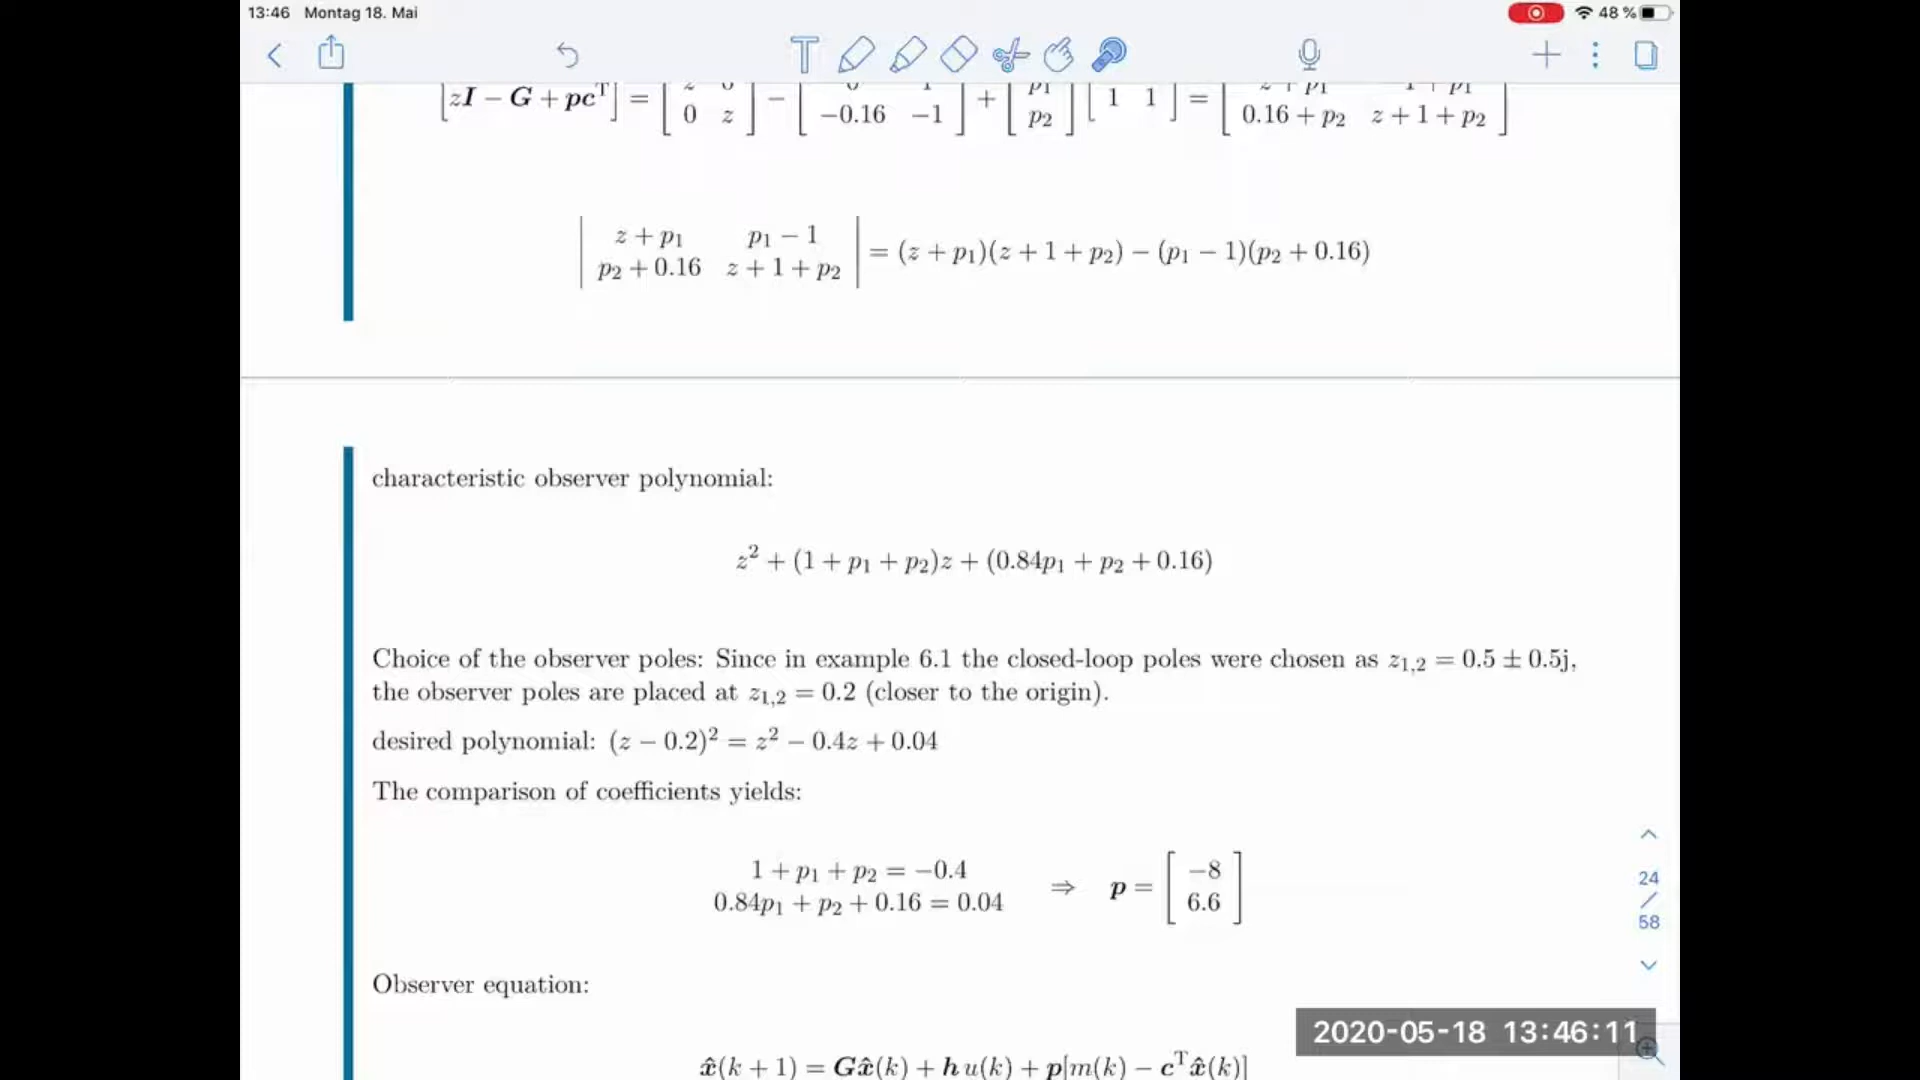 13:46 Montag 18. Mai 48 %
[zI − G + pcᵀ] = [ 0 z ] − [ −0.16 −1 ] + [ p₁ p₂ ] [ 1 1 ] = [ z + p₁ 0.16 + p₂ z + 1 + p₂ ]
| z + p₁ p₁ − 1 |
| p₂ + 0.16 z + 1 + p₂ | = (z + p₁)(z + 1 + p₂) − (p₁ − 1)(p₂ + 0.16)
characteristic observer polynomial:
z² + (1 + p₁ + p₂)z + (0.84p₁ + p₂ + 0.16)
Choice of the observer poles: Since in example 6.1 the closed-loop poles were chosen as z₁,₂ = 0.5 ± 0.5j,
the observer poles are placed at z₁,₂ = 0.2 (closer to the origin).
desired polynomial: (z − 0.2)² = z² − 0.4z + 0.04
The comparison of coefficients yields:
1 + p₁ + p₂ = −0.4
0.84p₁ + p₂ + 0.16 = 0.04 ⇒ p = [ −8 6.6 ]
24
/
58
Observer equation:
x̂(k + 1) = Gx̂(k) + h u(k) + p[m(k) − cᵀx̂(k)]
2020-05-18 13:46:11